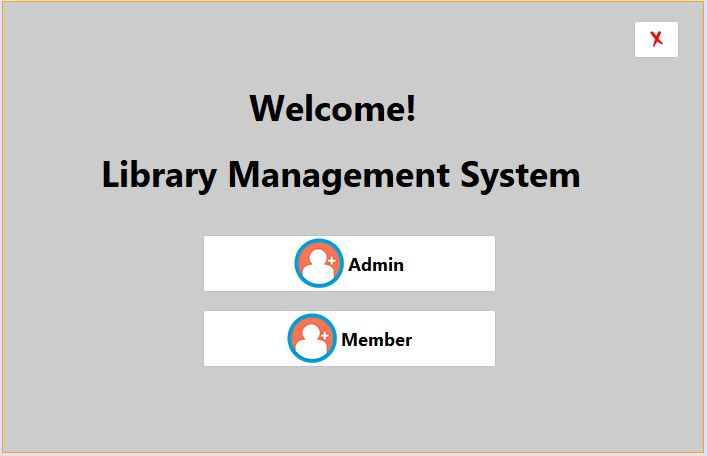 X
Welcome!
Library Management System
Admin
Member